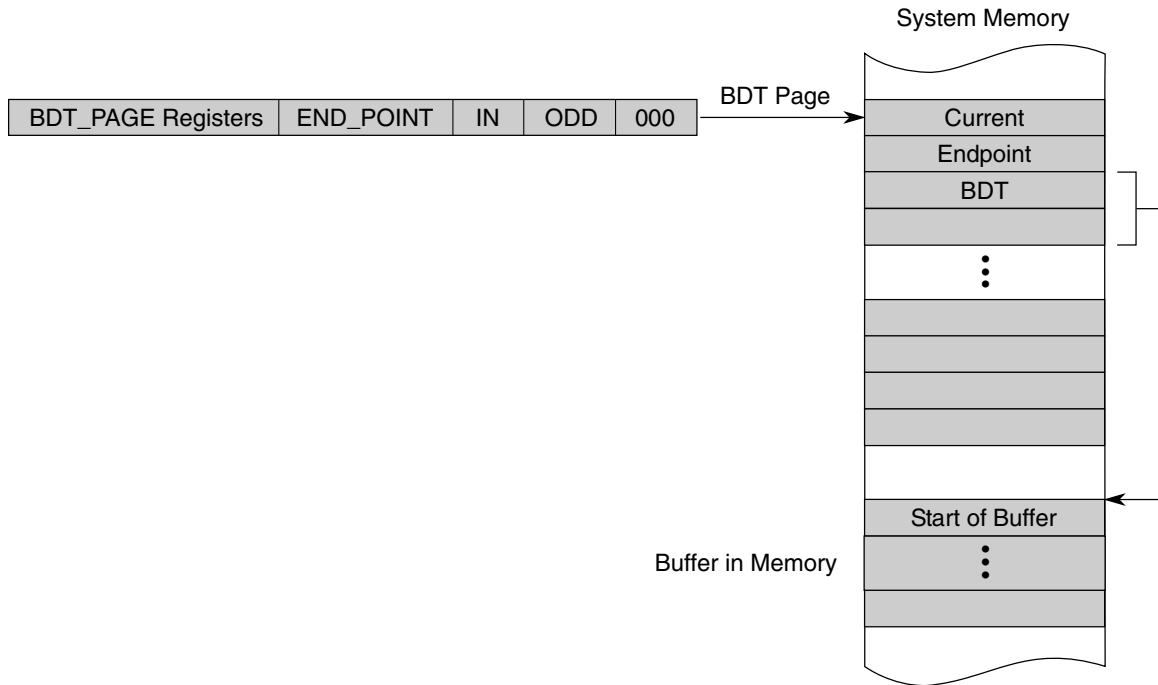 System Memory
BDT_PAGE Registers END_POINT IN ODD 000
BDT Page
Current
Endpoint
BDT
Start of Buffer
Buffer in Memory